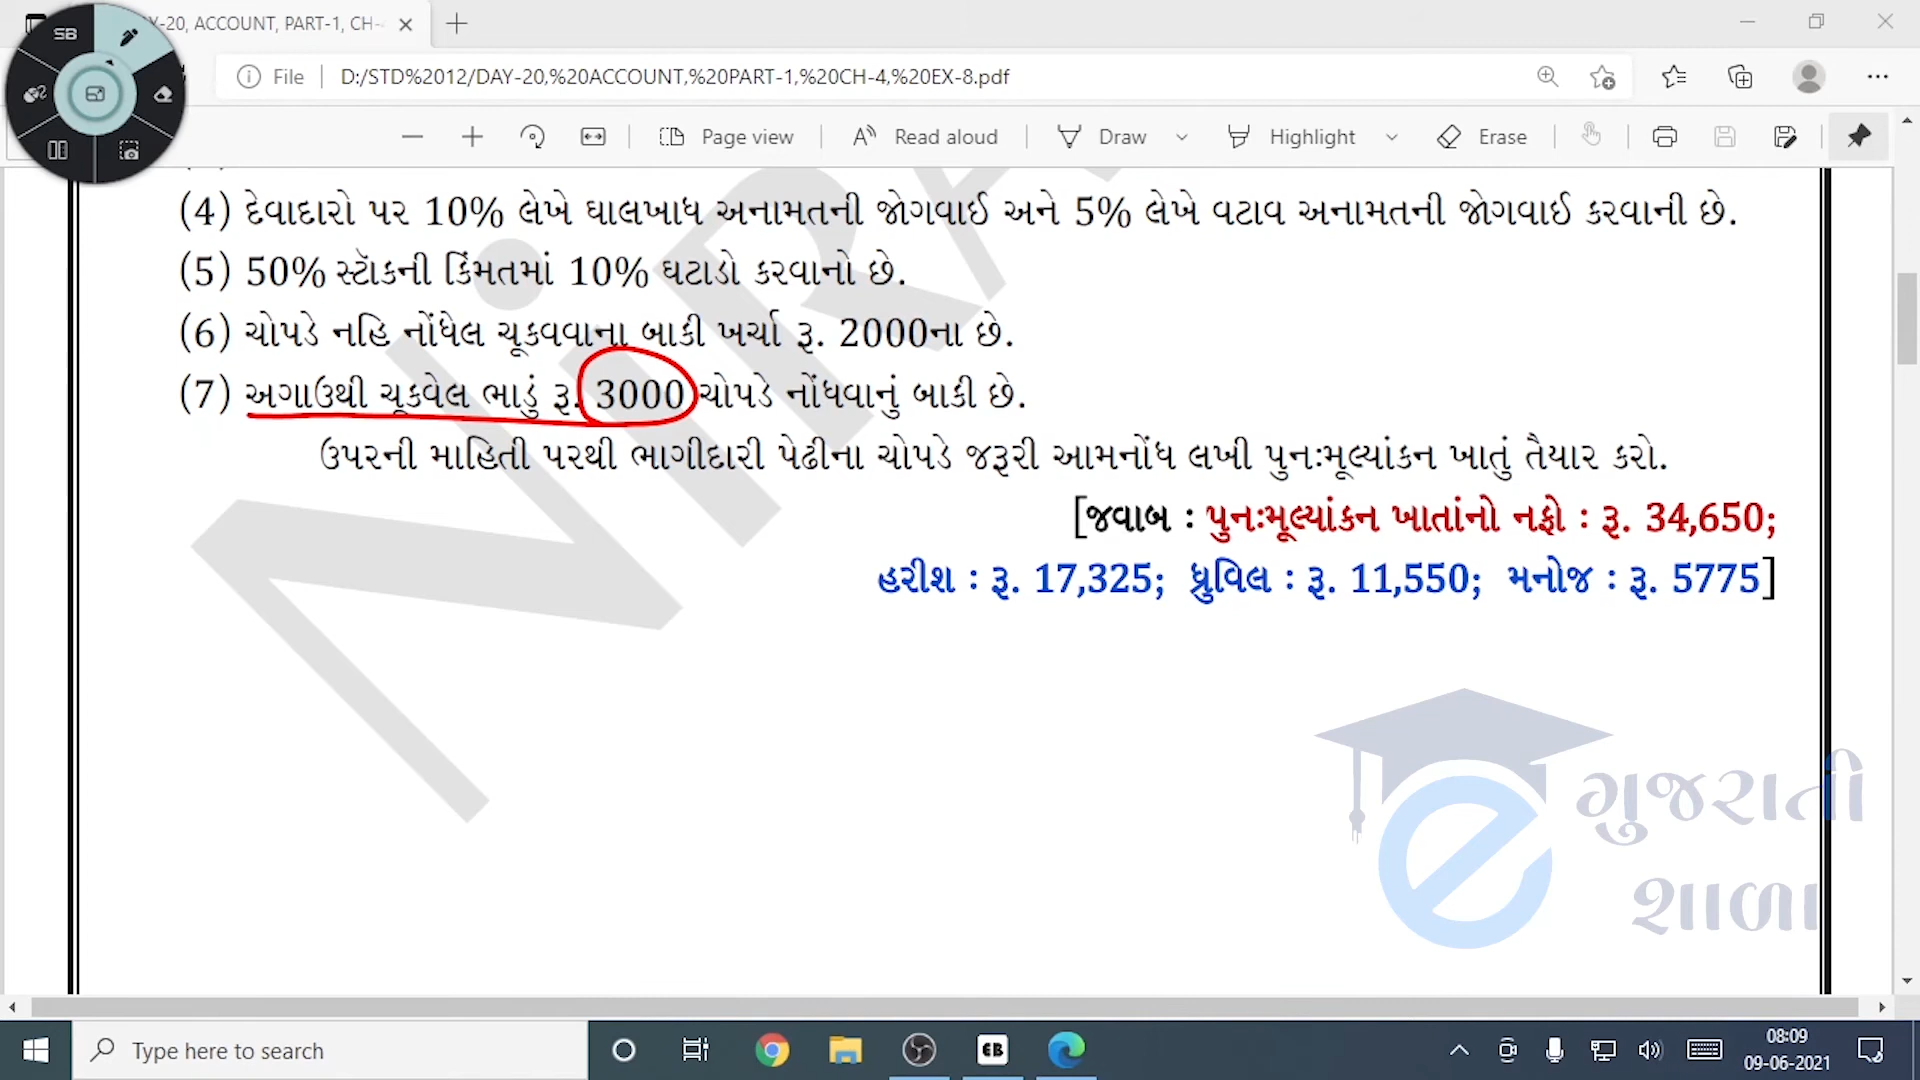 Y-20, ACCOUNT, PART-1, CH-
SB
File
D:/STD%2012/DAY-20,%20ACCOUNT,%20PART-1,%20CH-4,%20EX-8.pdf
Page view
Read aloud
Draw
Highlight
Erase
(4) દેવાદારો પર 10% લેખે ઘાલખાધ અનામતની જોગવાઈ અને 5% લેખે વટાવ અનામતની જોગવાઈ કરવાની છે.
(5) 50% સ્ટૉકની કિંમતમાં 10% ઘટાડો કરવાનો છે.
(6) ચોપડે નહિ નોંધેલ ચૂકવવાના બાકી ખર્ચા રૂ. 2000ના છે.
(7) અગાઉથી ચૂકવેલ ભાડું રૂ. 3000 ચોપડે નોંધવાનું બાકી છે.
ઉપરની માહિતી પરથી ભાગીદારી પેઢીના ચોપડે જરૂરી આમનોંધ લખી પુનઃમૂલ્યાંકન ખાતું તૈયાર કરો.
[જવાબ : પુનઃમૂલ્યાંકન ખાતાંનો નફો : રૂ. 34,650;
હરીશ : રૂ. 17,325; ધ્રુવિલ : રૂ. 11,550; મનોજ : રૂ. 5775]
ગુજરાતી
શાળા
Type here to search
08:09
09-06-2021